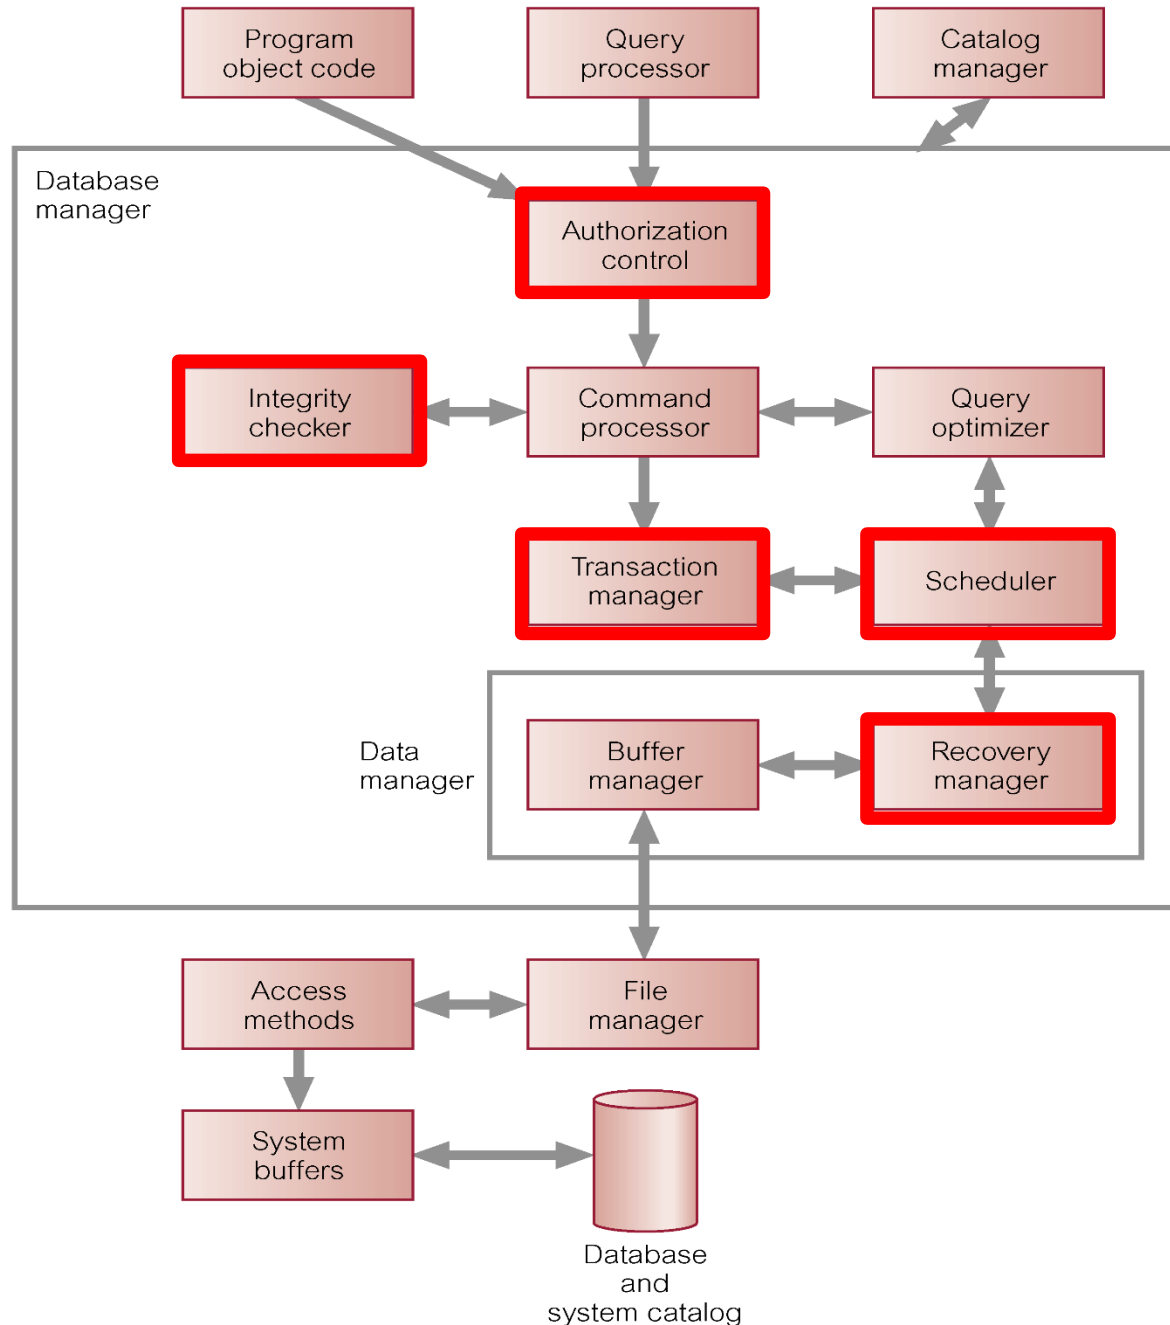 Program
object code
Query
processor
Catalog
manager
Database
manager
Authorization
control
Integrity
checker
Command
processor
Query
optimizer
Transaction
manager
Scheduler
Data
manager
Buffer
manager
Recovery
manager
Access
methods
File
manager
System
buffers
Database
and
system catalog